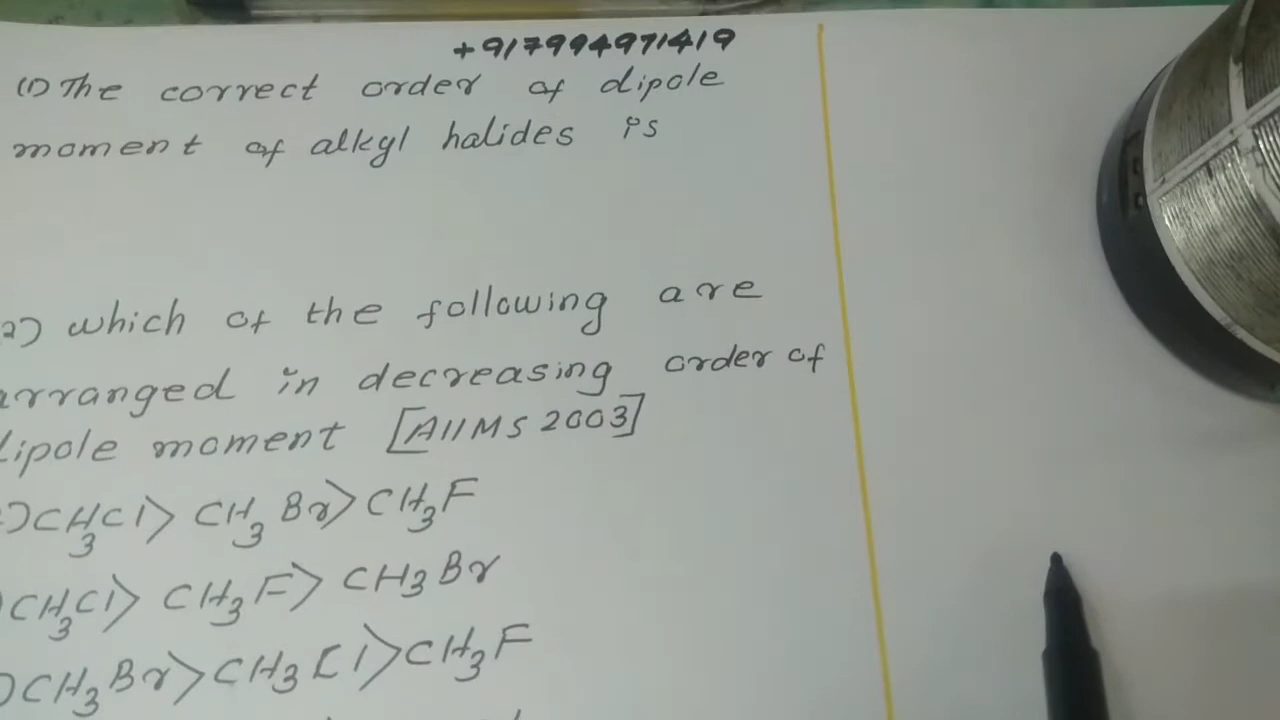 +917994971419
(1) The correct order of dipole
moment of alkyl halides is
2) which of the following are
arranged in decreasing order of
dipole moment [AIIMS 2003]
)CH3Cl> CH3Br>CH3F
)CH3Cl> CH3F> CH3Br
)CH3Br>CH3Cl>CH3F